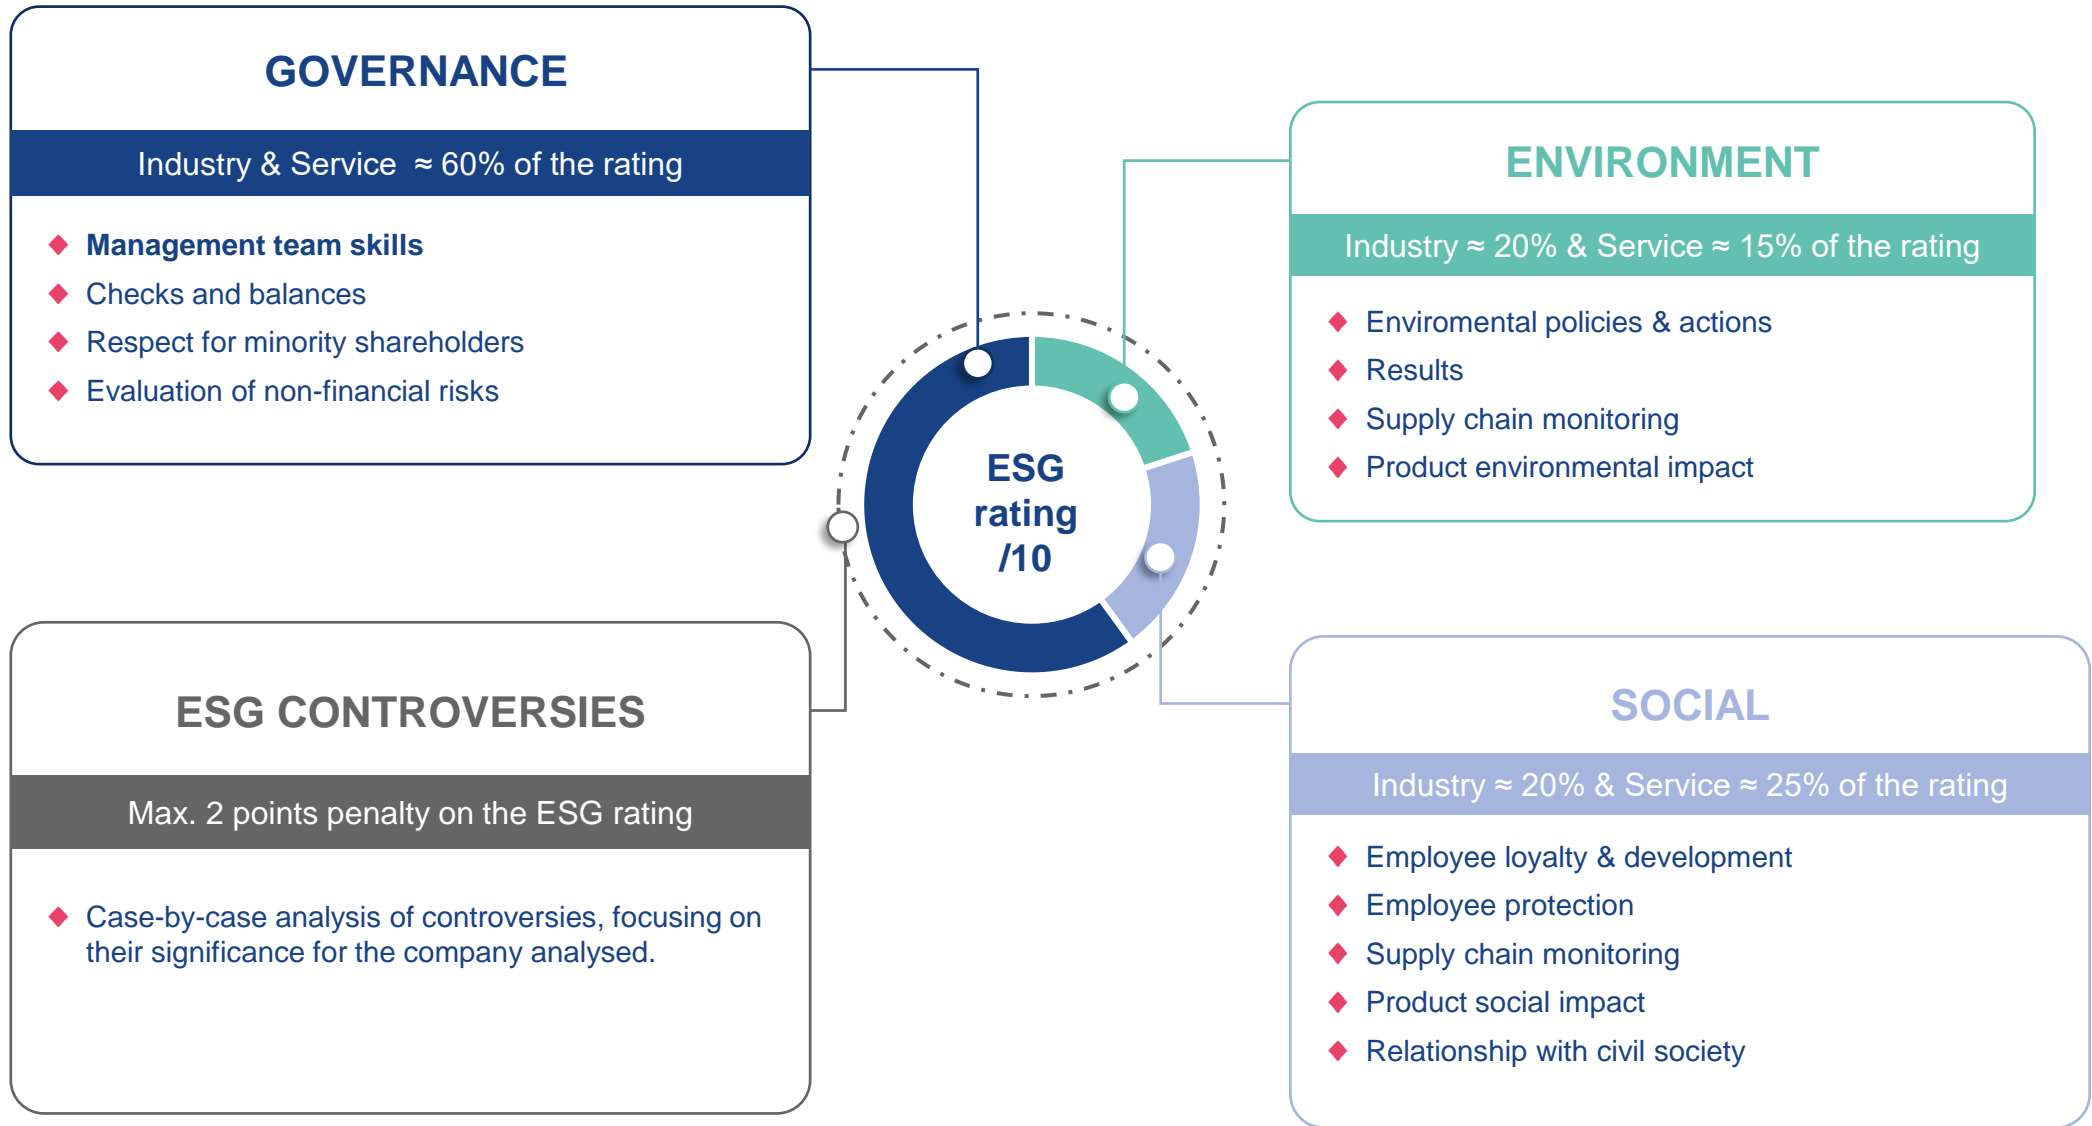 GOVERNANCE
Industry & Service ≈ 60% of the rating
Management team skills
Checks and balances
Respect for minority shareholders
Evaluation of non-financial risks
ENVIRONMENT
Industry ≈ 20% & Service ≈ 15% of the rating
Enviromental policies & actions
Results
Supply chain monitoring
Product environmental impact
ESG
rating
/10
ESG CONTROVERSIES
Max. 2 points penalty on the ESG rating
Case-by-case analysis of controversies, focusing on
their significance for the company analysed.
SOCIAL
Industry ≈ 20% & Service ≈ 25% of the rating
Employee loyalty & development
Employee protection
Supply chain monitoring
Product social impact
Relationship with civil society